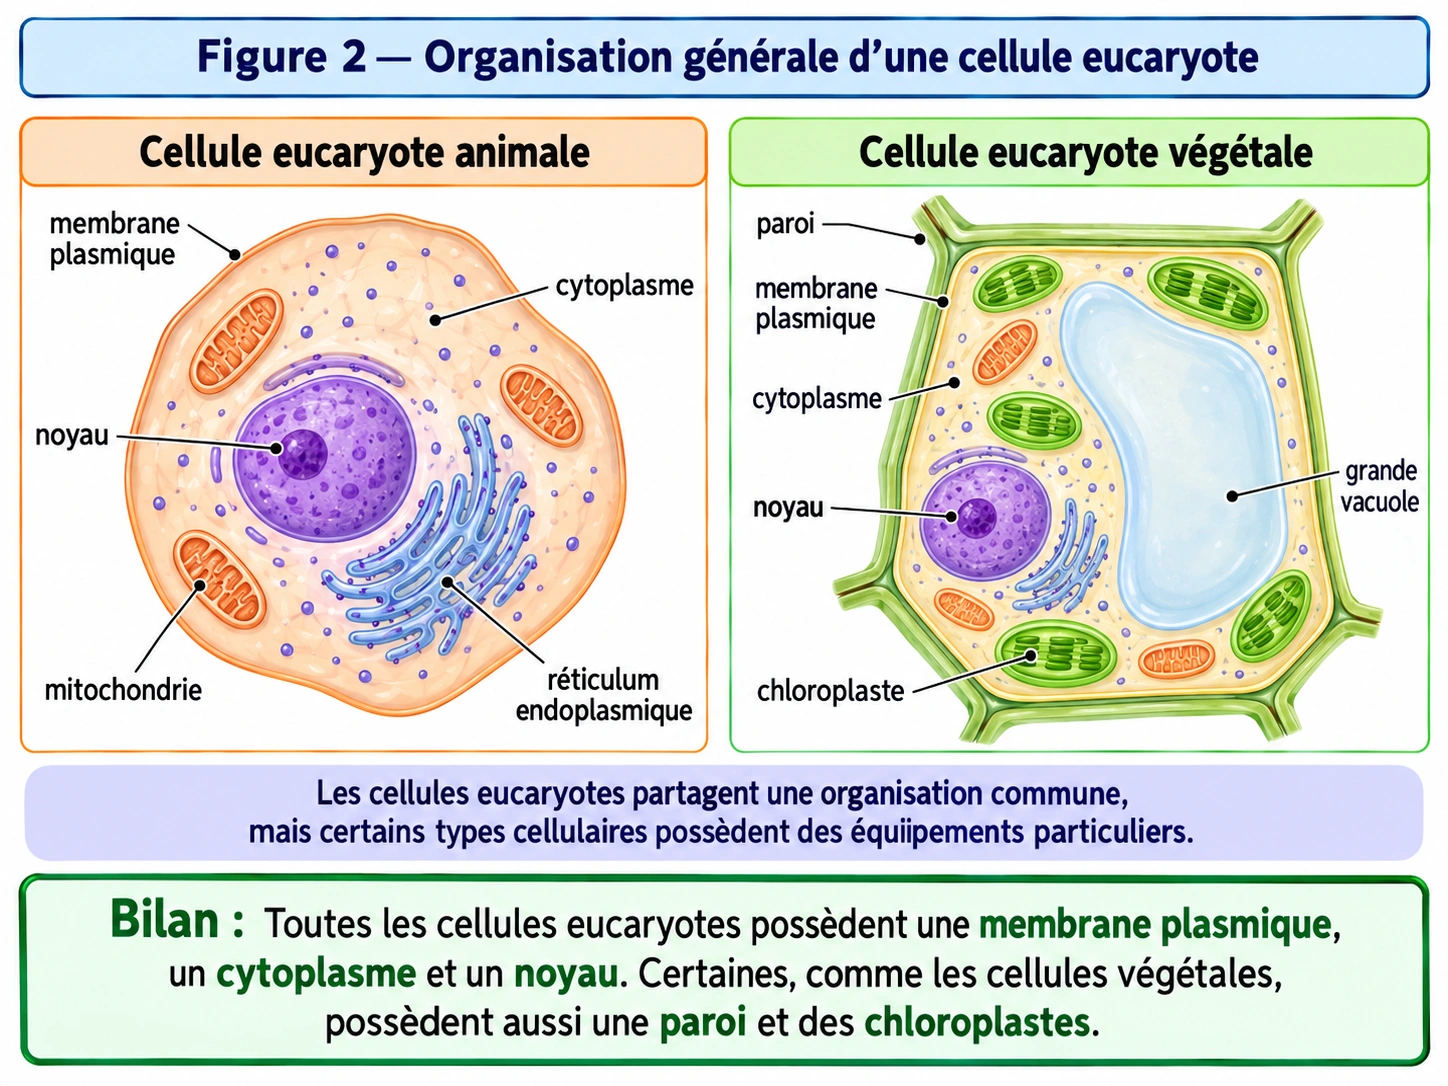 Figure 2 — Organisation générale d’une cellule eucaryote
Cellule eucaryote animale
membrane
plasmique
cytoplasme
noyau
mitochondrie
réticulum
endoplasmique
Cellule eucaryote végétale
paroi
membrane
plasmique
cytoplasme
noyau
chloroplaste
grande
vacuole
Les cellules eucaryotes partagent une organisation commune,
mais certains types cellulaires possèdent des équiipements particuliers.
Bilan : Toutes les cellules eucaryotes possèdent une membrane plasmique,
un cytoplasme et un noyau. Certaines, comme les cellules végétales,
possèdent aussi une paroi et des chloroplastes.